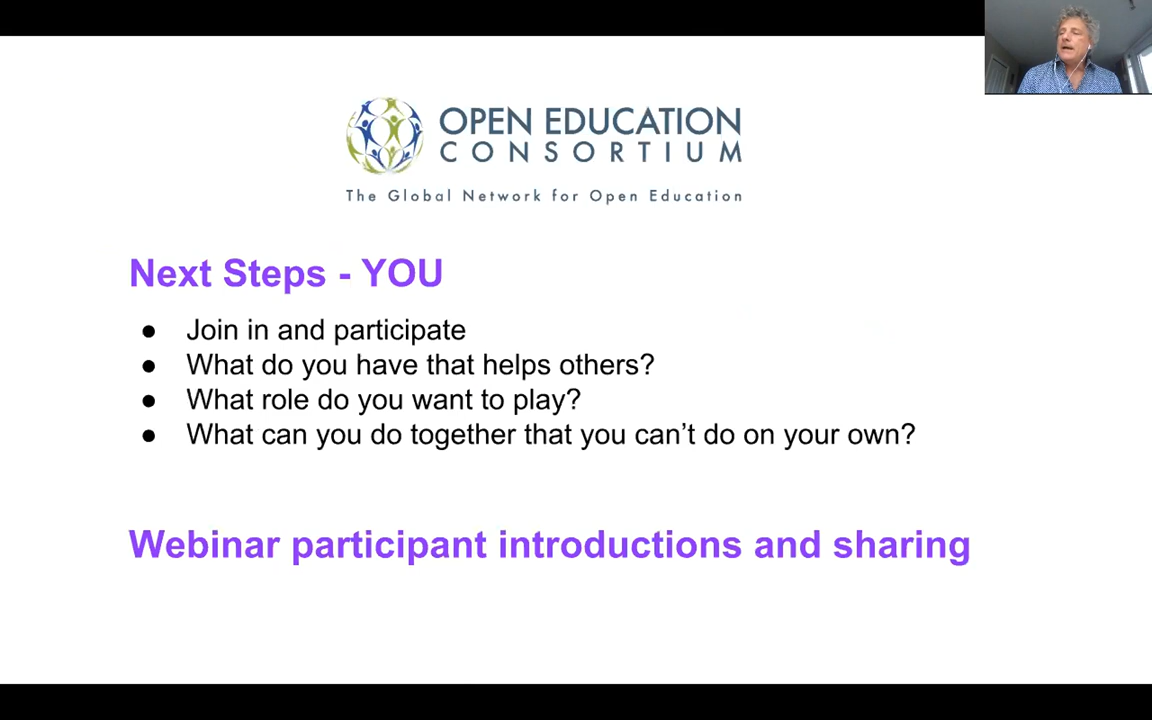 OPEN EDUCATION
CONSORTIUM
The Global Network for Open Education
Next Steps - YOU
● Join in and participate
● What do you have that helps others?
● What role do you want to play?
● What can you do together that you can’t do on your own?
Webinar participant introductions and sharing